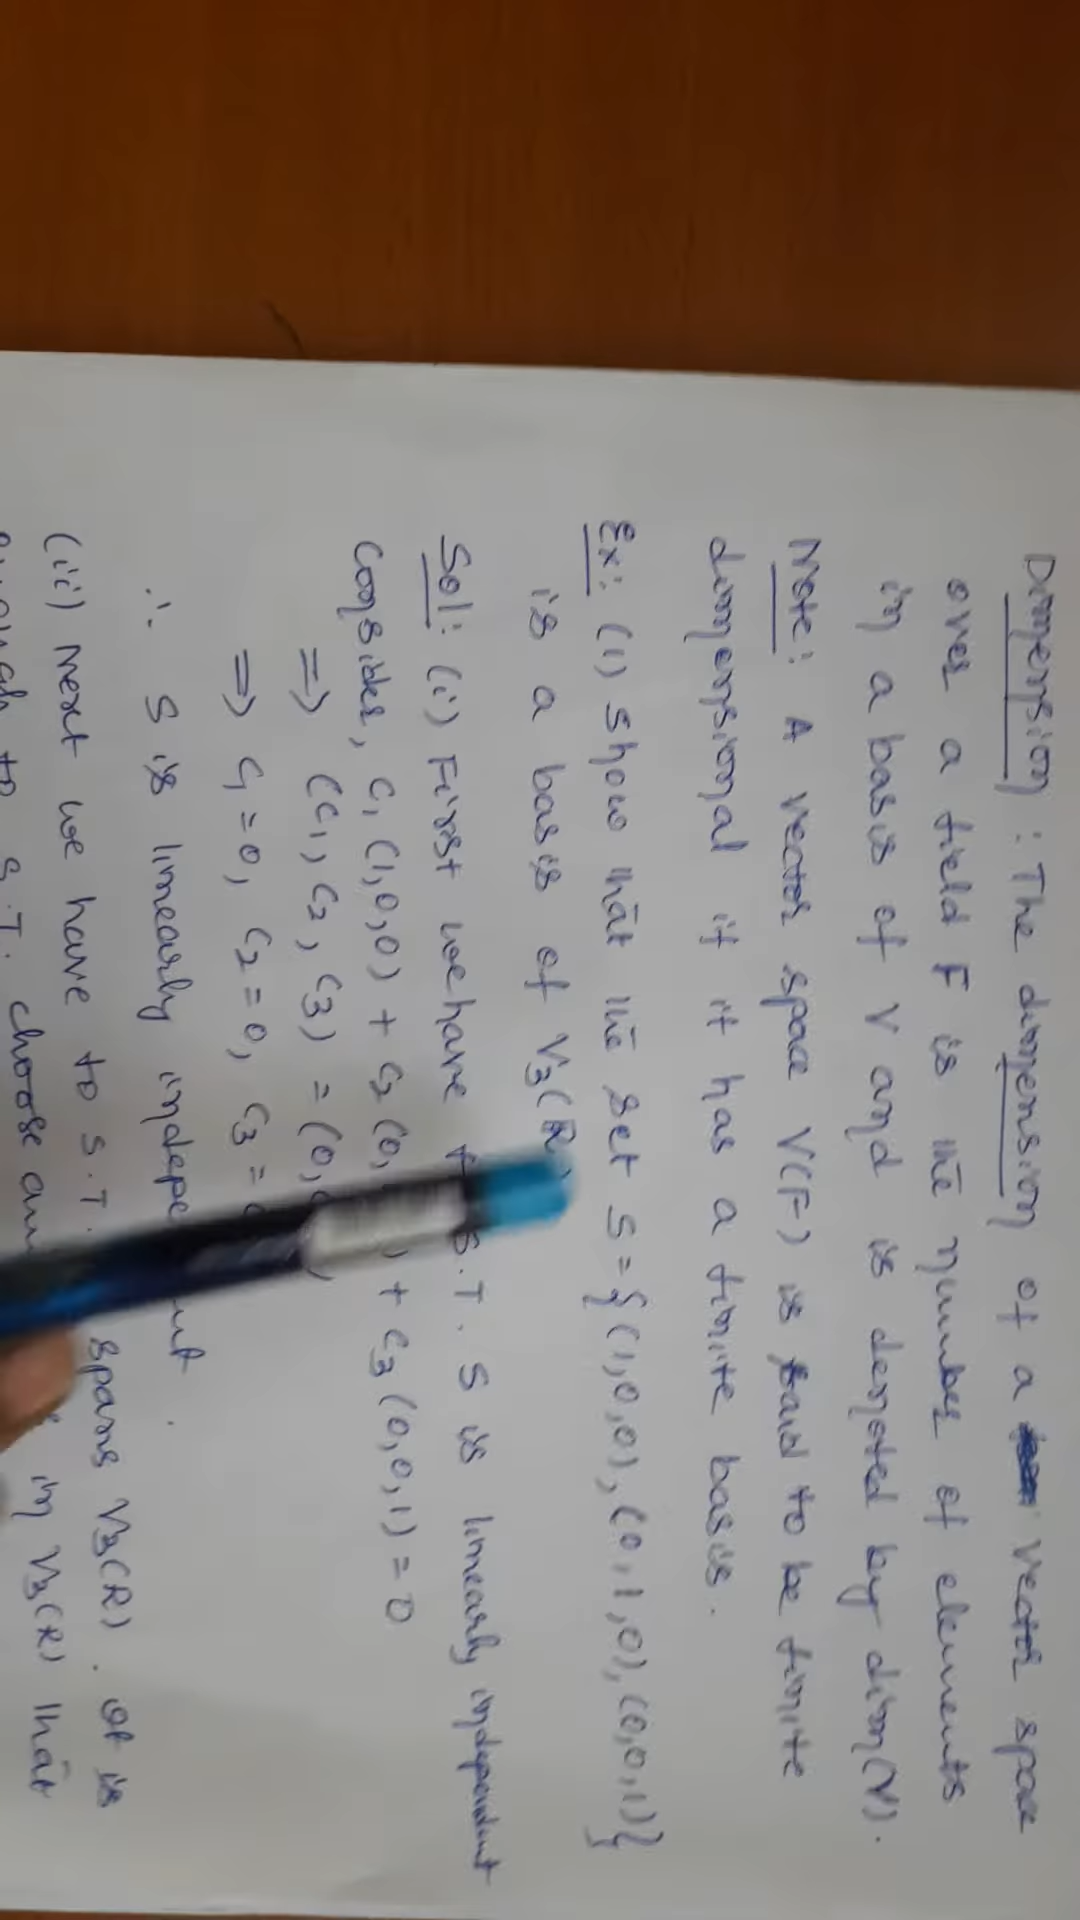 Dimension : The dimension of a vector space
over a field F is the number of elements
in a basis of V and is denoted by dim(V).
Note: A vector space V(F) is said to be finite
dimensional if it has a finite basis.
Ex: (1) Show that the set S = {(1,0,0), (0,1,0), (0,0,1)}
is a basis of V₃(R)
Sol: (i) First we have S.T. S is linearly independent
Consider, c₁(1,0,0) + c₂(0, ) + c₃(0,0,1) = 0
⇒ (c₁, c₂, c₃) = (0,
⇒ c₁=0, c₂=0, c₃=
∴ S is linearly independent.
(ii) Next we have to S.T. spans V₃(R). It is
to S.T. choose in V₃(R) that